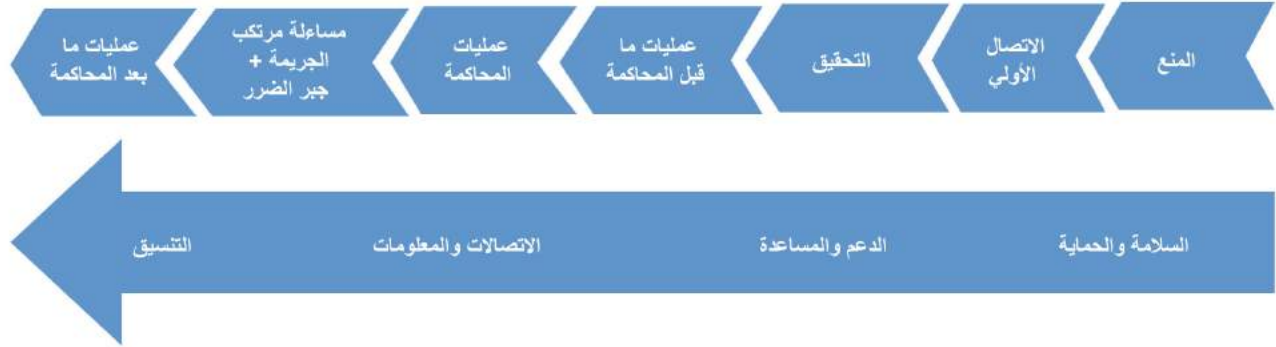 المنع
الاتصال
الأولي
التحقيق
عمليات ما
قبل المحاكمة
عمليات
المحاكمة
مساءلة مرتكب
الجريمة +
جبر الضرر
عمليات ما
بعد المحاكمة
السلامة والحماية
الدعم والمساعدة
الاتصالات والمعلومات
التنسيق